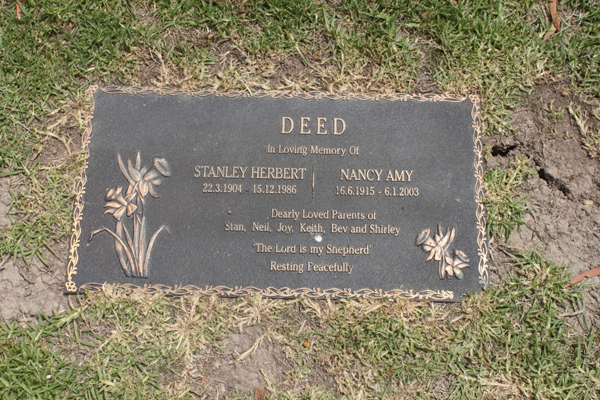 DEED
In Loving Memory Of
STANLEY HERBERT
22.3.1904 - 15.12.1986
NANCY AMY
16.6.1915 - 6.1.2003
Dearly Loved Parents of
Stan, Neil, Joy, Keith, Bev and Shirley
'The Lord is my Shepherd'
Resting Peacefully